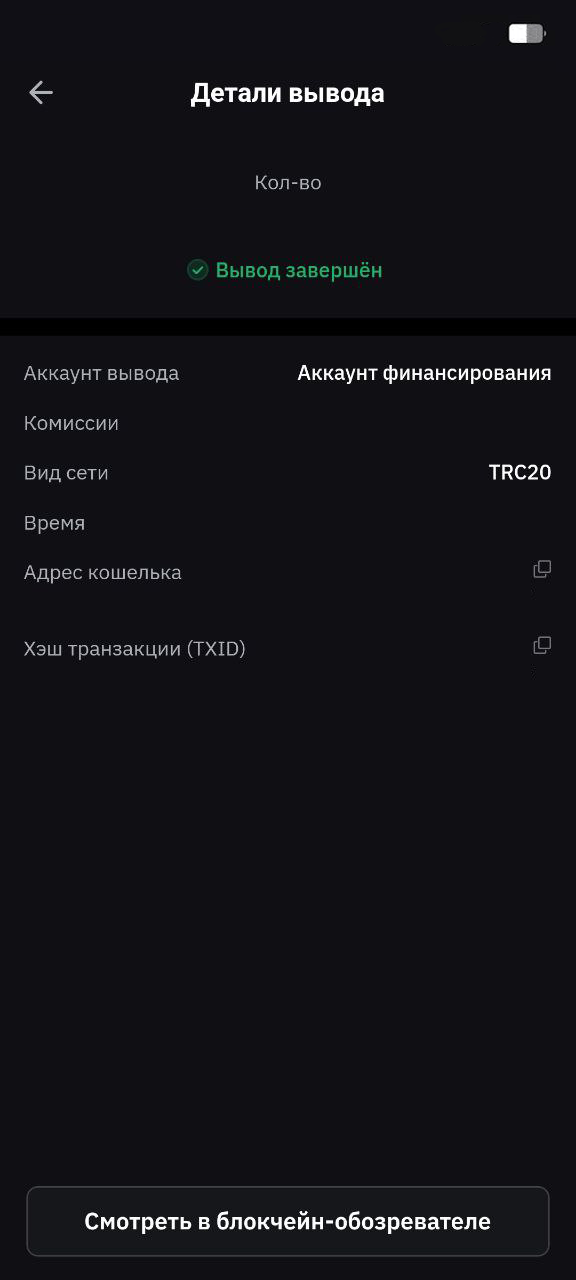 Детали вывода
Кол-во
Вывод завершён
Аккаунт вывода Аккаунт финансирования
Комиссии
Вид сети TRC20
Время
Адрес кошелька
Хэш транзакции (TXID)
Смотреть в блокчейн-обозревателе